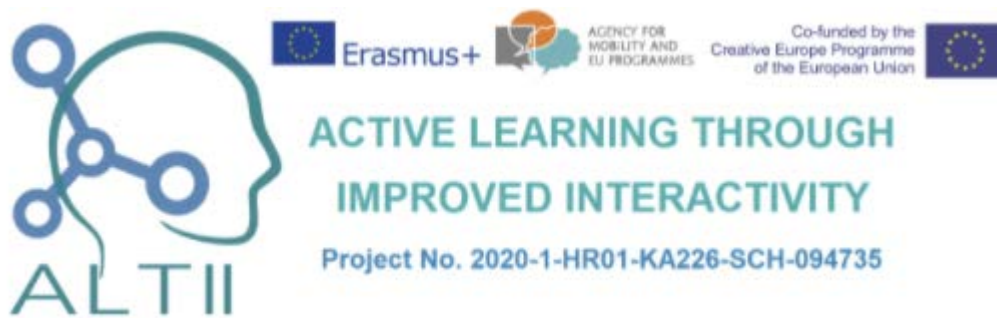 Erasmus+
AGENCY FOR
MOBILITY AND
EU PROGRAMMES
Co-funded by the
Creative Europe Programme
of the European Union
ACTIVE LEARNING THROUGH
IMPROVED INTERACTIVITY
Project No. 2020-1-HR01-KA226-SCH-094735
ALTII